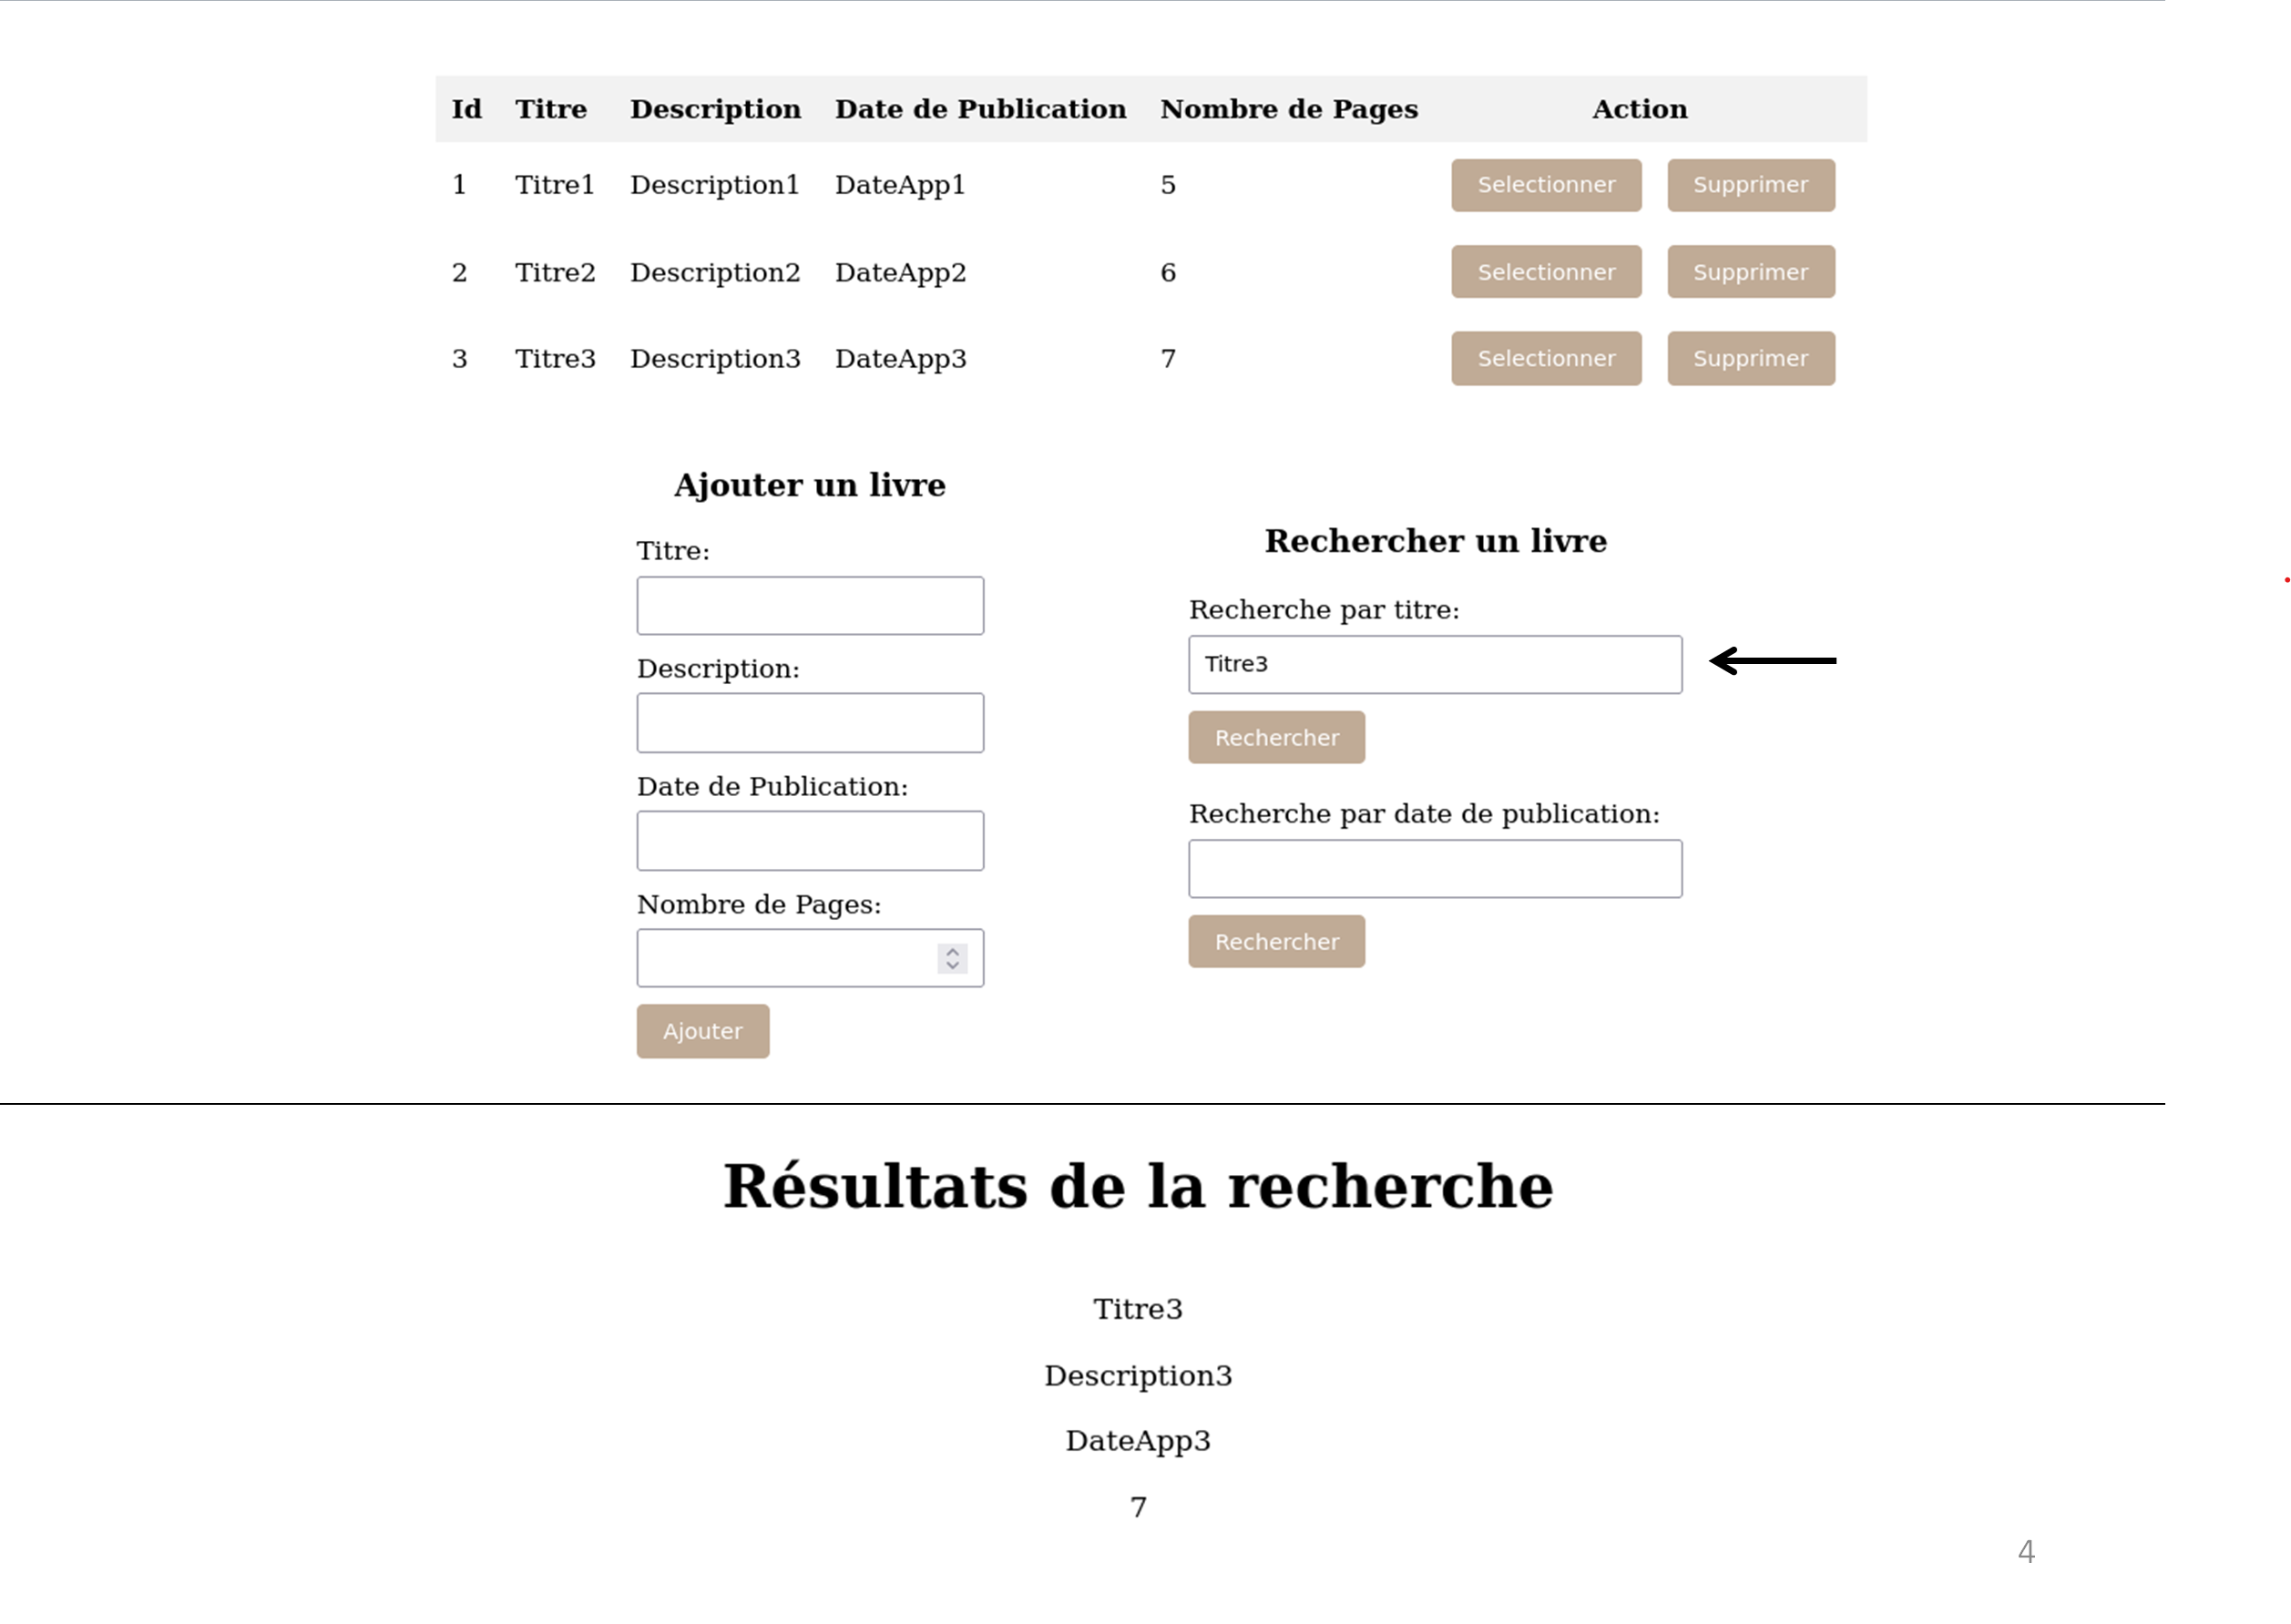 Id Titre Description Date de Publication Nombre de Pages Action
1 Titre1 Description1 DateApp1 5 Selectionner Supprimer
2 Titre2 Description2 DateApp2 6 Selectionner Supprimer
3 Titre3 Description3 DateApp3 7 Selectionner Supprimer
Ajouter un livre
Titre:
Description:
Date de Publication:
Nombre de Pages:
Ajouter
Rechercher un livre
Recherche par titre:
Titre3
Rechercher
Recherche par date de publication:
Rechercher
Résultats de la recherche
Titre3
Description3
DateApp3
7
4